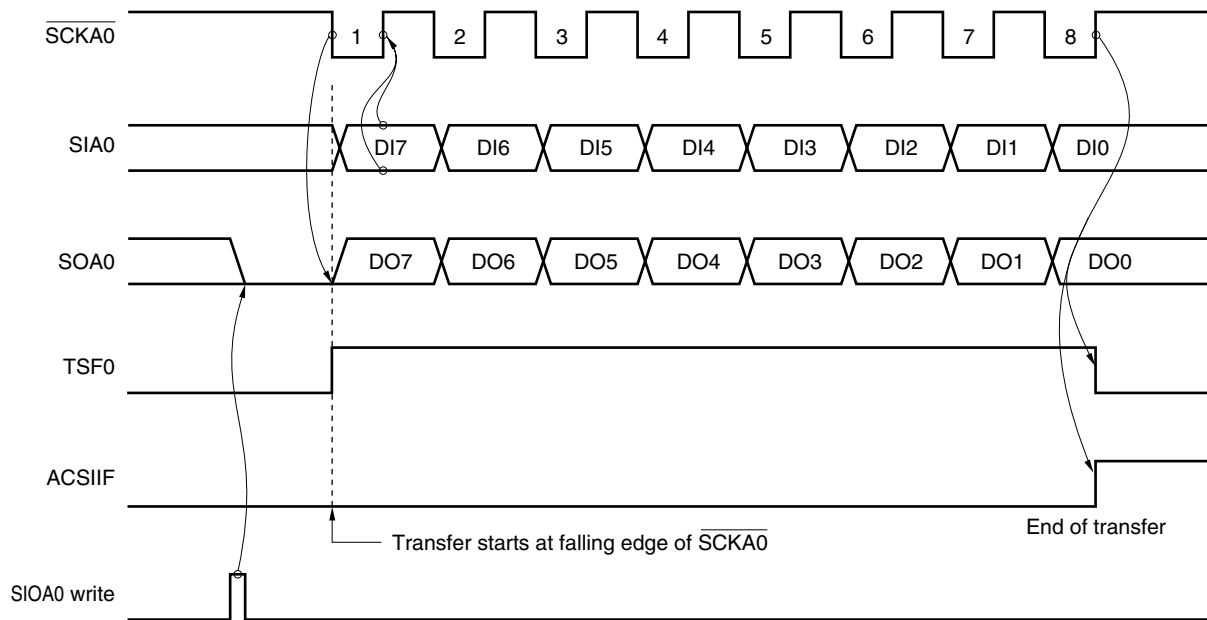 SCKA0 1 2 3 4 5 6 7 8
SIA0 DI7 DI6 DI5 DI4 DI3 DI2 DI1 DI0
SOA0 DO7 DO6 DO5 DO4 DO3 DO2 DO1 DO0
TSF0
ACSIIF
End of transfer
Transfer starts at falling edge of SCKA0
SIOA0 write